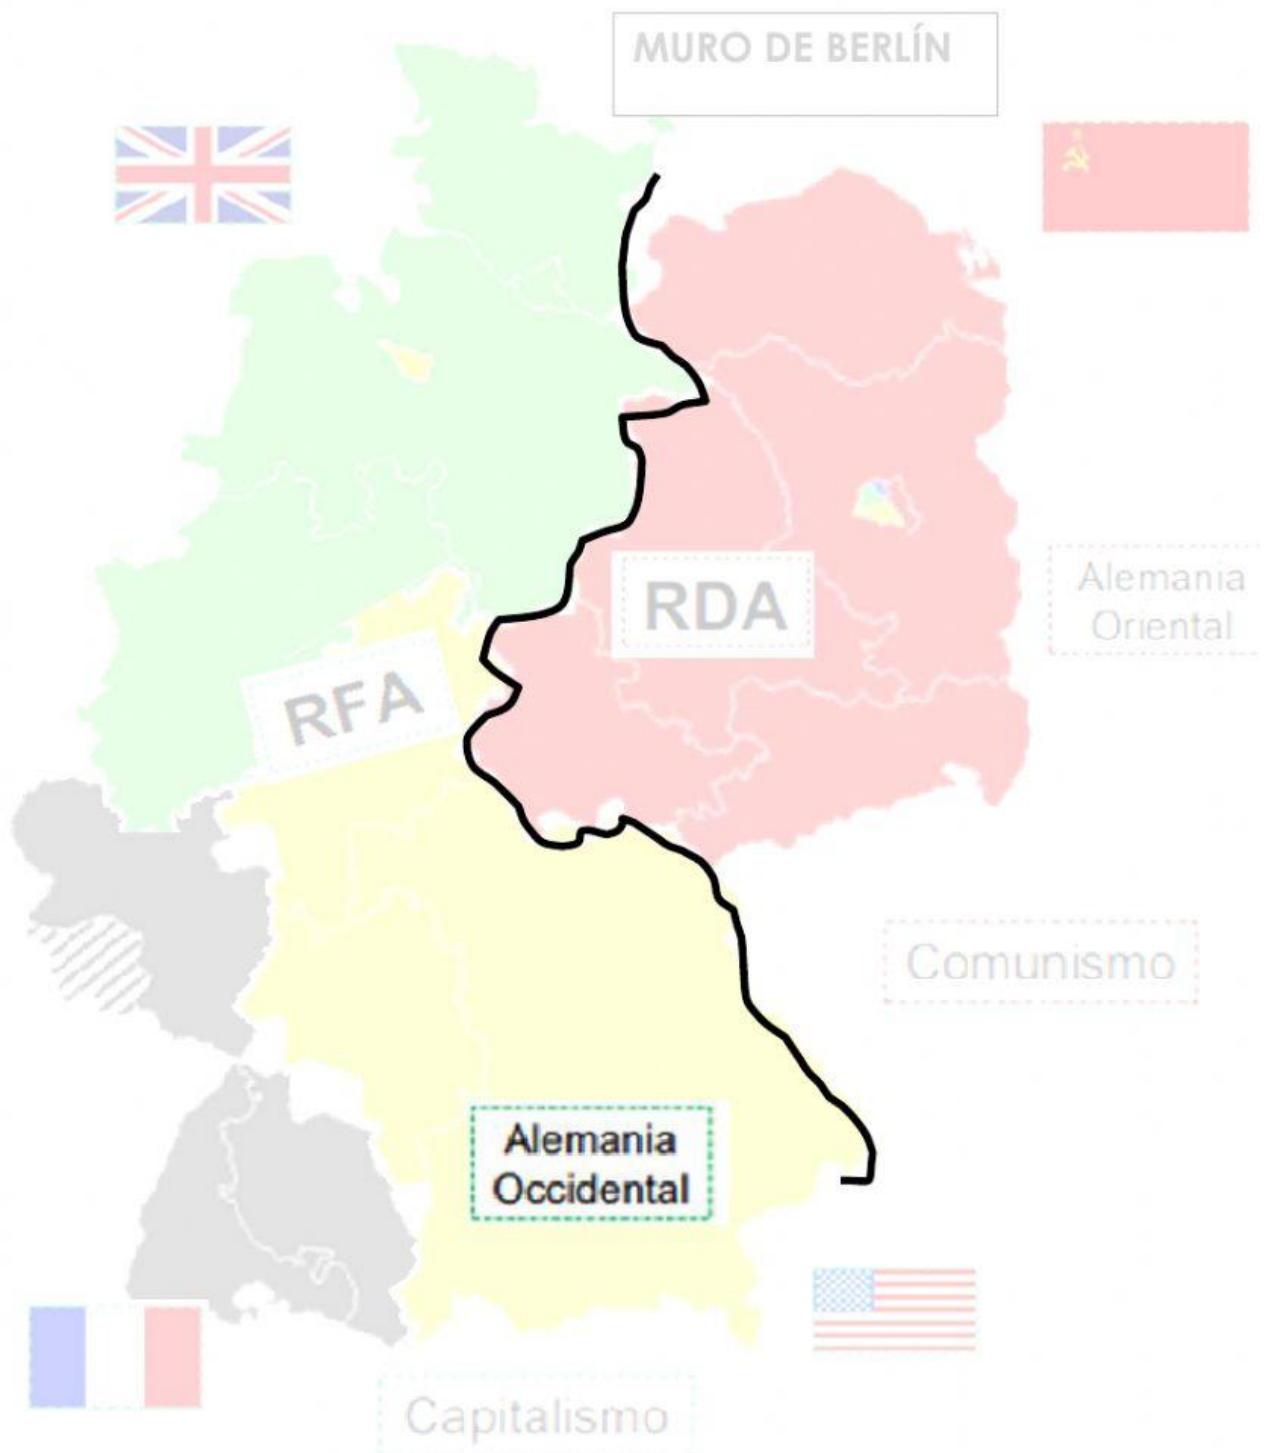 MURO DE BERLÍN
RDA
Alemania
Oriental
RFA
Comunismo
Alemania
Occidental
Capitalismo